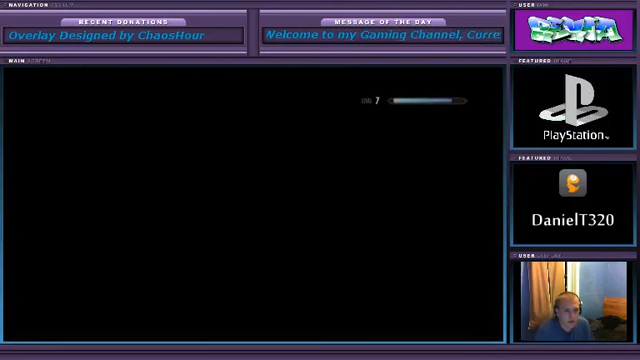 NAVIGATION
RECENT DONATIONS
Overlay Designed by ChaosHour
MESSAGE OF THE DAY
Welcome to my Gaming Channel, Curre
MAIN SCREEN
7
USER
FEATURED
PlayStation
FEATURED
DanielT320
USER